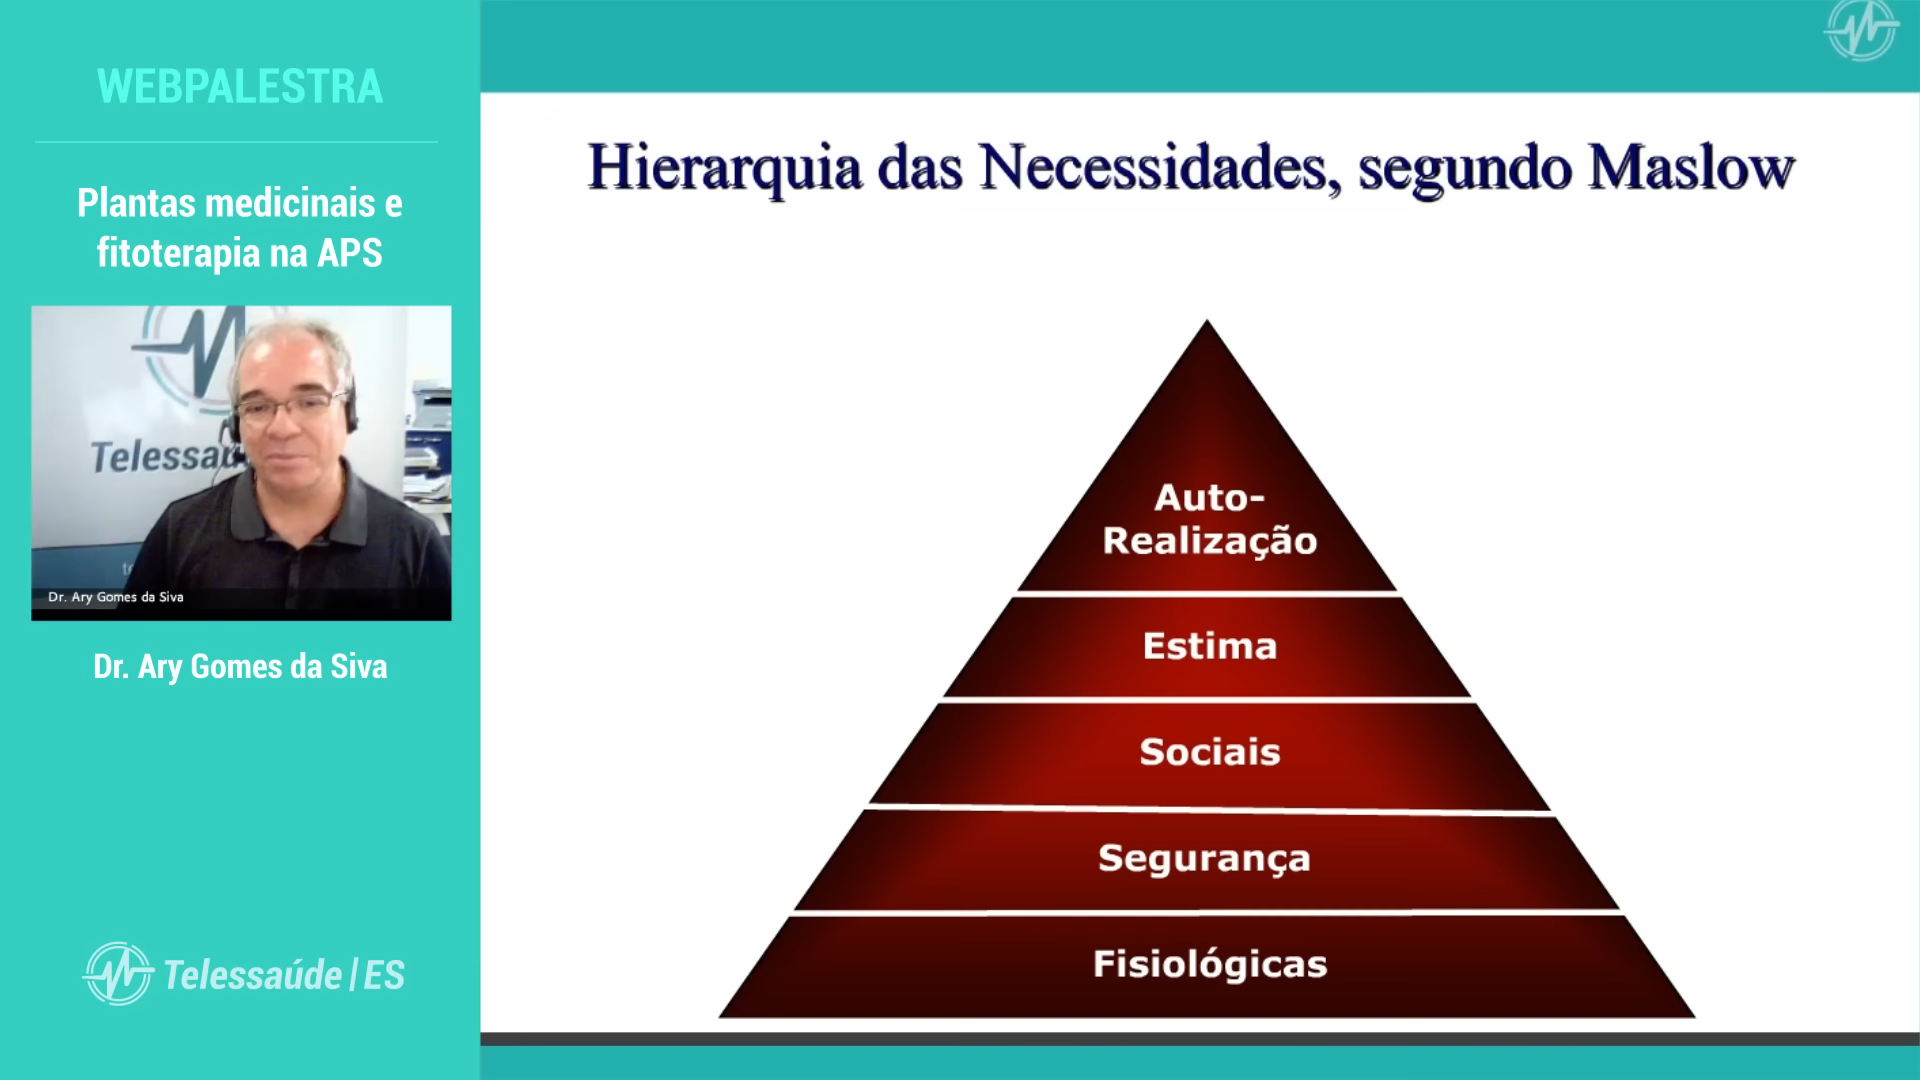 WEBPALESTRA
Plantas medicinais e
fitoterapia na APS
Telessaú
Dr. Ary Gomes da Siva
Dr. Ary Gomes da Siva
Telessaúde|ES
Hierarquia das Necessidades, segundo Maslow
Auto-
Realização
Estima
Sociais
Segurança
Fisiológicas